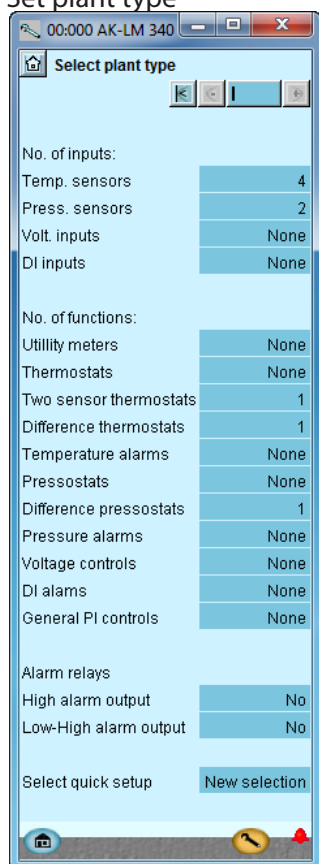 Set plant type
00:000 AK-LM 340
Select plant type
No. of inputs:
Temp. sensors 4
Press. sensors 2
Volt. inputs None
DI inputs None
No. of functions:
Utillity meters None
Thermostats None
Two sensor thermostats 1
Difference thermostats 1
Temperature alarms None
Pressostats None
Difference pressostats 1
Pressure alarms None
Voltage controls None
DI alams None
General PI controls None
Alarm relays
High alarm output No
Low-High alarm output No
Select quick setup New selection